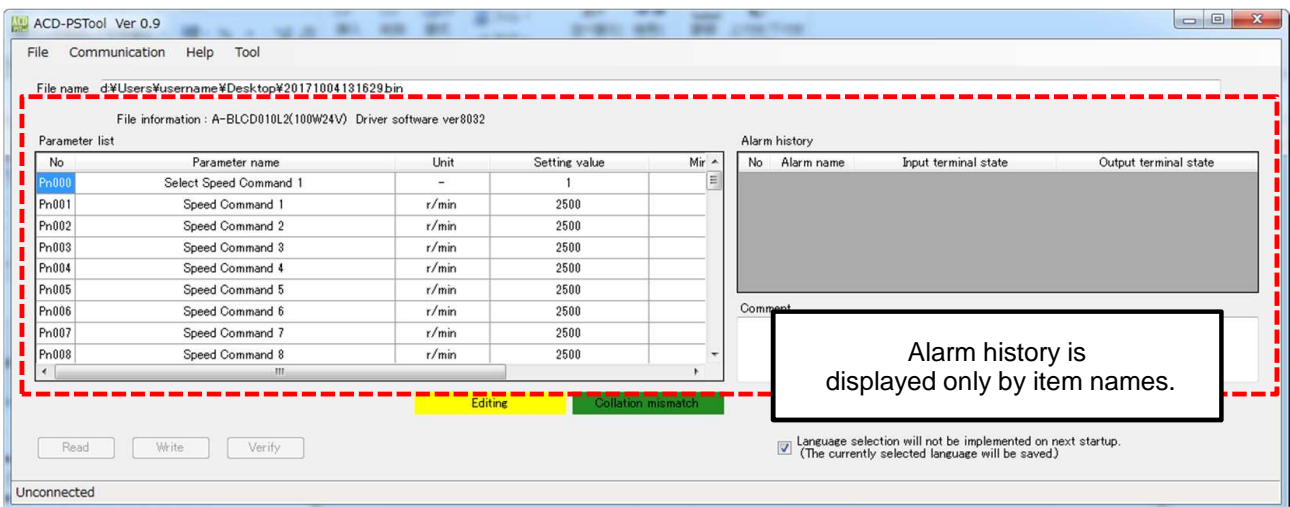 ACD-PSTool Ver 0.9
File Communication Help Tool
File name d:¥Users¥username¥Desktop¥20171004131629.bin
File information : A-BLCD010L2(100W24V) Driver software ver8032
Parameter list
No Parameter name Unit Setting value Mir
Pn000 Select Speed Command 1 - 1
Pn001 Speed Command 1 r/min 2500
Pn002 Speed Command 2 r/min 2500
Pn003 Speed Command 3 r/min 2500
Pn004 Speed Command 4 r/min 2500
Pn005 Speed Command 5 r/min 2500
Pn006 Speed Command 6 r/min 2500
Pn007 Speed Command 7 r/min 2500
Pn008 Speed Command 8 r/min 2500
Alarm history
No Alarm name Input terminal state Output terminal state
Comment
Alarm history is
displayed only by item names.
Editing Collation mismatch
Read Write Verify
Language selection will not be implemented on next startup.
(The currently selected language will be saved.)
Unconnected